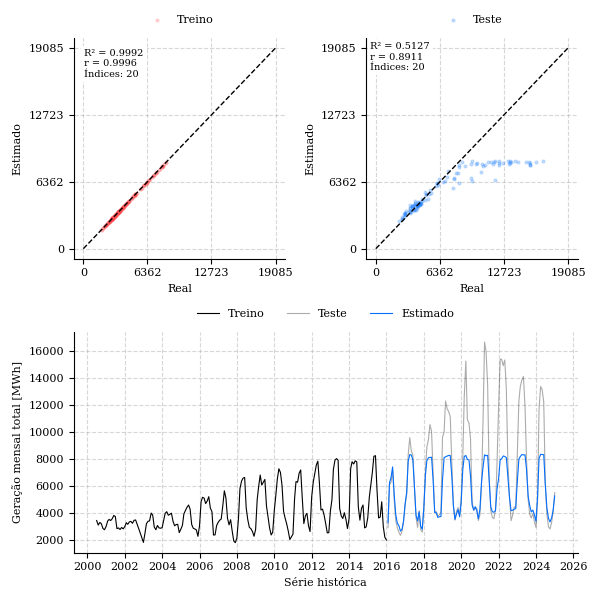 Treino
Teste
R² = 0.9992
r = 0.9996
Índices: 20
R² = 0.5127
r = 0.8911
Índices: 20
19085
12723
6362
0
Estimado
0 6362 12723 19085
Real
19085
12723
6362
0
Estimado
0 6362 12723 19085
Real
Treino Teste Estimado
16000
14000
12000
10000
8000
6000
4000
2000
Geração mensal total [MWh]
2000 2002 2004 2006 2008 2010 2012 2014 2016 2018 2020 2022 2024 2026
Série histórica